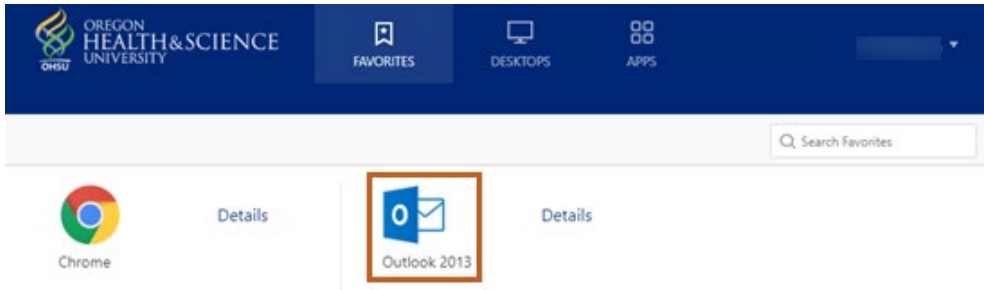 OREGON
HEALTH&SCIENCE
UNIVERSITY
OHSU
FAVORITES
DESKTOPS
APPS
Search Favorites
Chrome
Details
Outlook 2013
Details